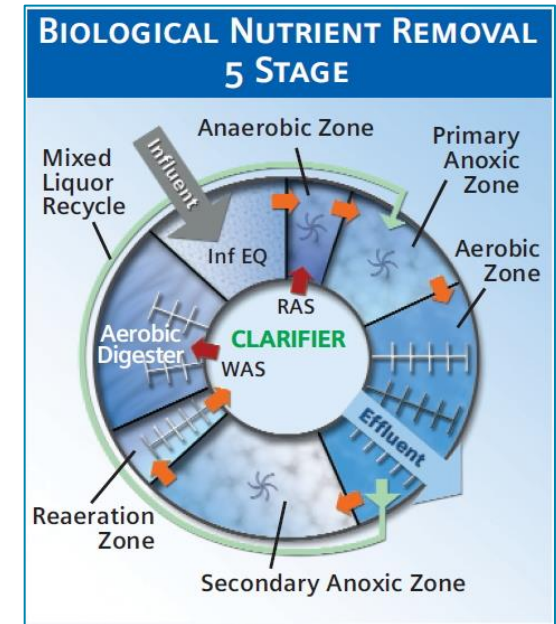 BIOLOGICAL NUTRIENT REMOVAL
5 STAGE
Anaerobic Zone
Primary
Anoxic
Zone
Mixed
Liquor
Recycle
Influent
Inf EQ
Aerobic
Zone
RAS
CLARIFIER
WAS
Aerobic
Digester
Effluent
Reaeration
Zone
Secondary Anoxic Zone